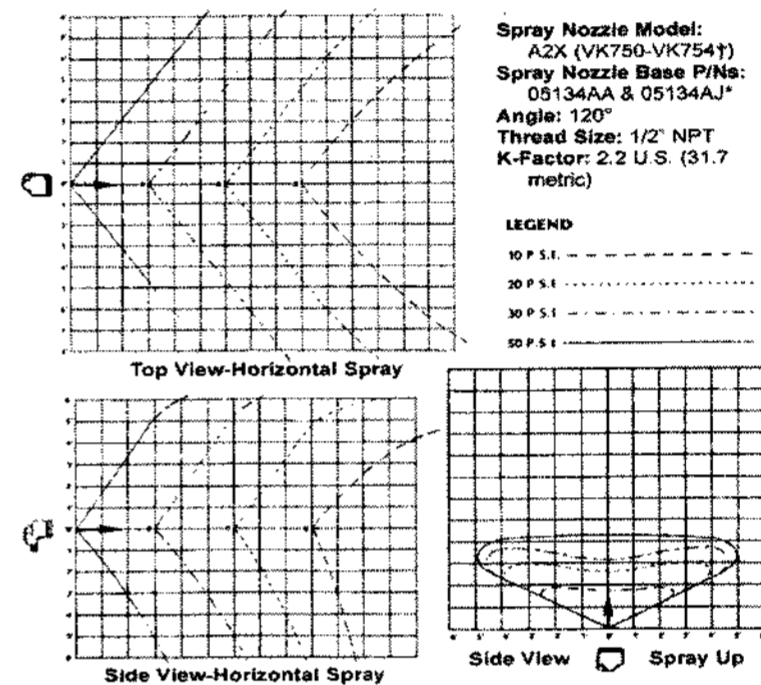 Spray Nozzle Model:
A2X (VK750-VK754†)
Spray Nozzle Base P/Ns:
05134AA & 05134AJ*
Angle: 120°
Thread Size: 1/2" NPT
K-Factor: 2.2 U.S. (31.7
metric)
LEGEND
10 P.S.I.
20 P.S.I.
30 P.S.I.
50 P.S.I.
Top View-Horizontal Spray
Side View-Horizontal Spray
Side View Spray Up